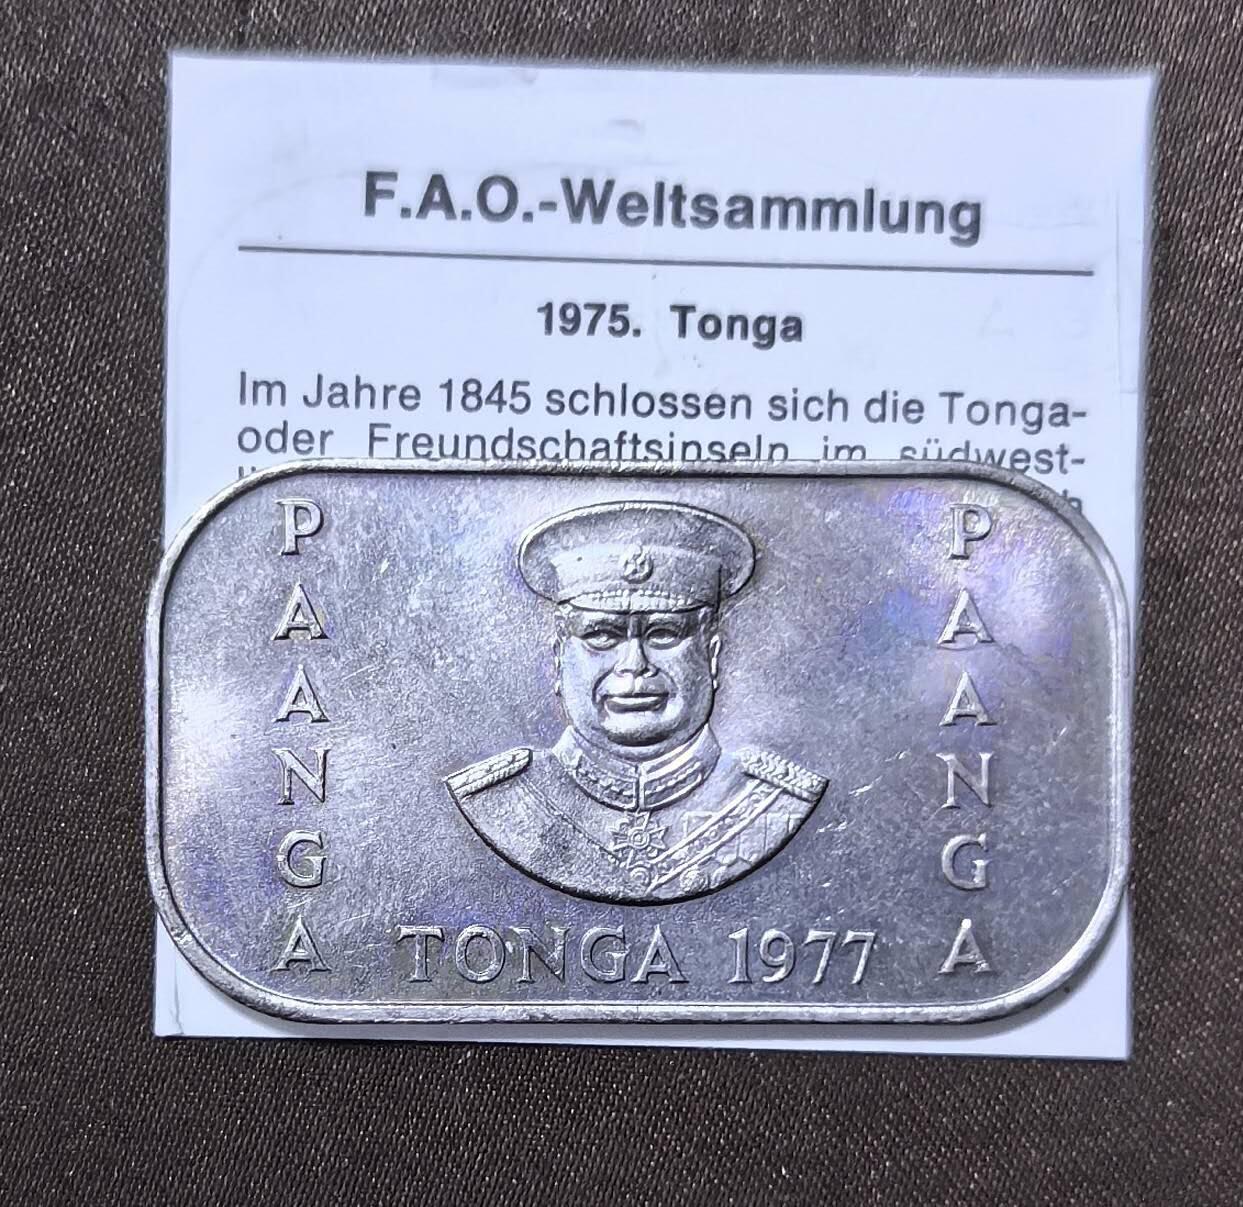 F.A.O.-Weltsammlung
1975. Tonga
Im Jahre 1845 schlossen sich die Tonga-
oder Freundschaftsinseln im südwest-
PAANGA
PAANGA
TONGA 1977